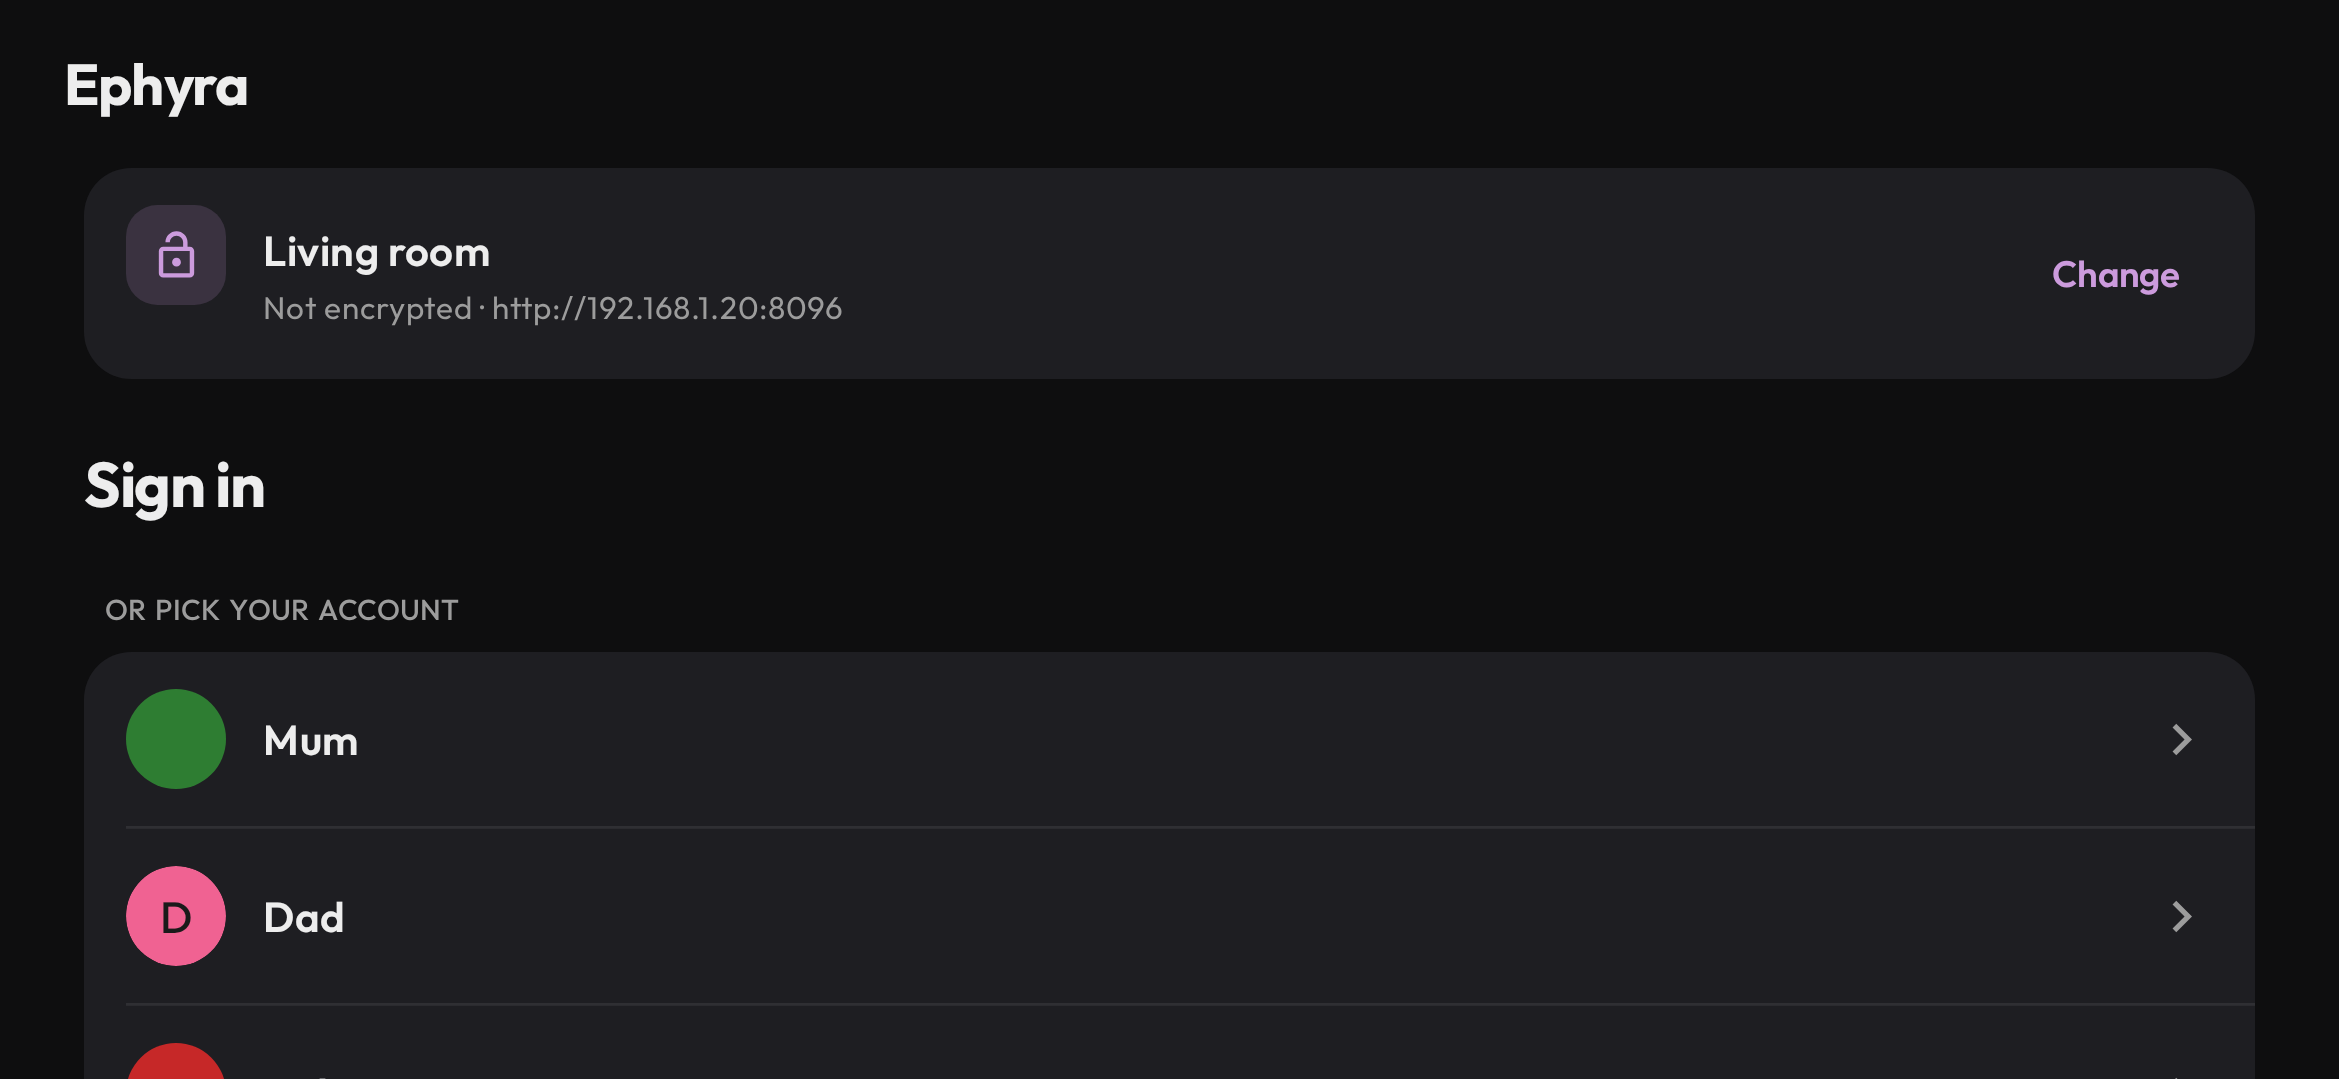 Ephyra
Living room
Not encrypted · http://192.168.1.20:8096
Change
Sign in
OR PICK YOUR ACCOUNT
Mum
D
Dad